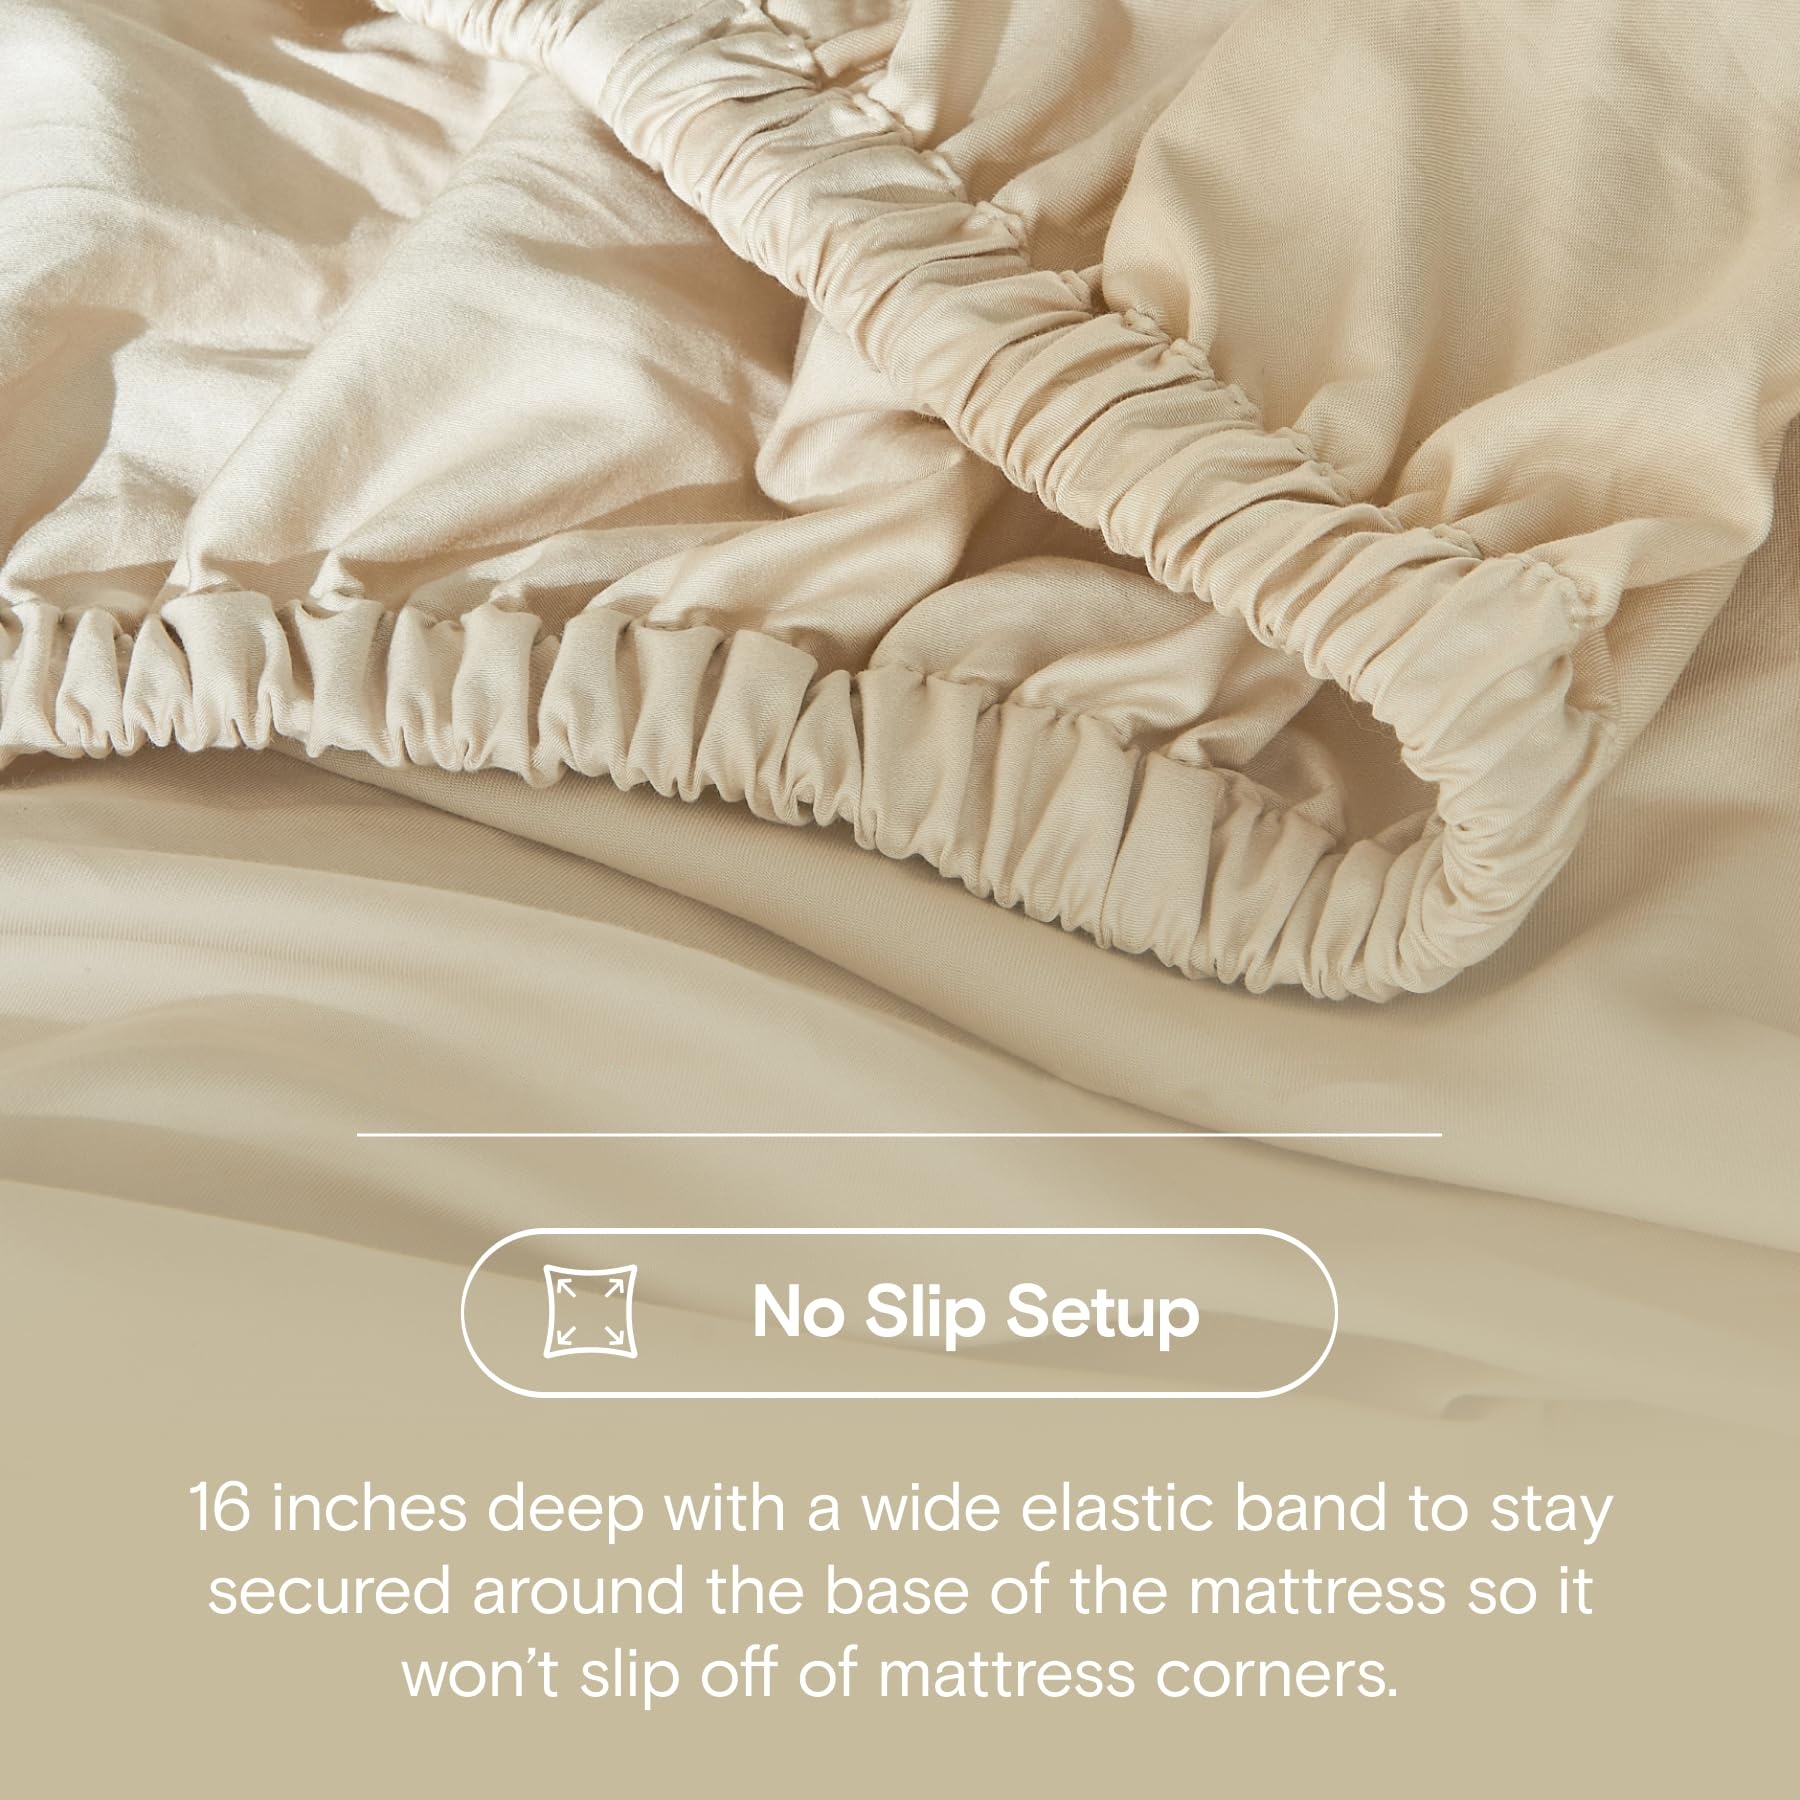 No Slip Setup
16 inches deep with a wide elastic band to stay
secured around the base of the mattress so it
won’t slip off of mattress corners.